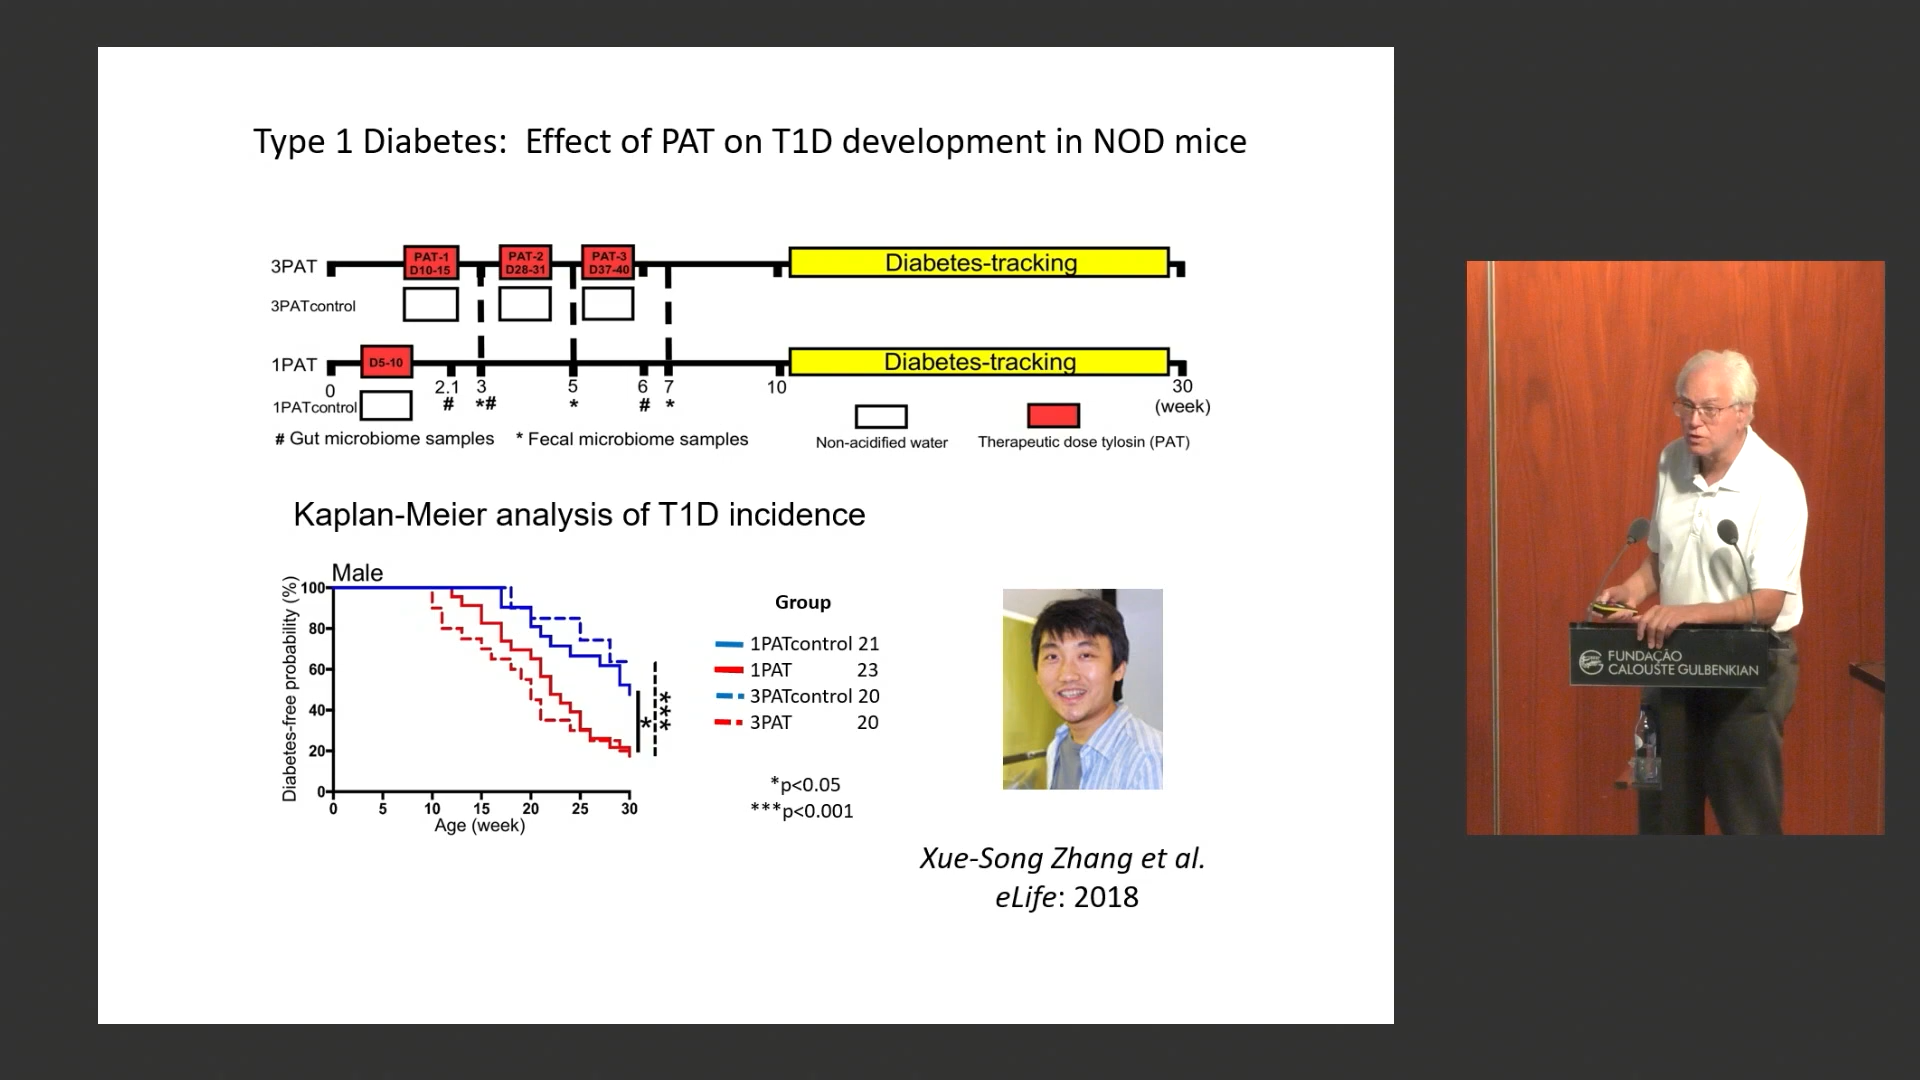 Type 1 Diabetes: Effect of PAT on T1D development in NOD mice
3PAT
PAT-1
D10-15
PAT-2
D28-31
PAT-3
D37-40
Diabetes-tracking
3PATcontrol
1PAT
D5-10
Diabetes-tracking
0
2.1
3
5
6
7
10
30
#
*#
*
#
*
(week)
1PATcontrol
# Gut microbiome samples
* Fecal microbiome samples
Non-acidified water
Therapeutic dose tylosin (PAT)
Kaplan-Meier analysis of T1D incidence
Male
Diabetes-free probability (%)
100
80
60
40
20
0
0 5 10 15 20 25 30
Age (week)
*
***
Group
1PATcontrol 21
1PAT 23
3PATcontrol 20
3PAT 20
*p<0.05
***p<0.001
Xue-Song Zhang et al.
eLife: 2018
FUNDAÇÃO
CALOUSTE GULBENKIAN